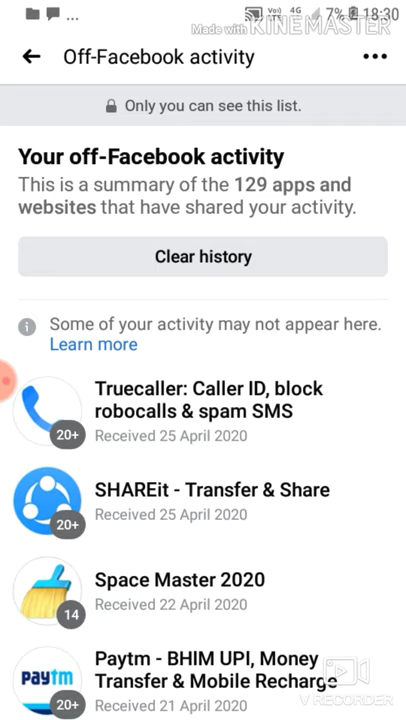 ... VoD 4G 7% 18:30
Made with KINEMASTER
Off-Facebook activity
Only you can see this list.
Your off-Facebook activity
This is a summary of the 129 apps and
websites that have shared your activity.
Clear history
Some of your activity may not appear here.
Learn more
Truecaller: Caller ID, block
robocalls & spam SMS
20+
Received 25 April 2020
SHAREit - Transfer & Share
20+
Received 25 April 2020
Space Master 2020
14
Received 22 April 2020
Paytm - BHIM UPI, Money
paytm
Transfer & Mobile Recharge
20+
Received 21 April 2020
V RECORDER